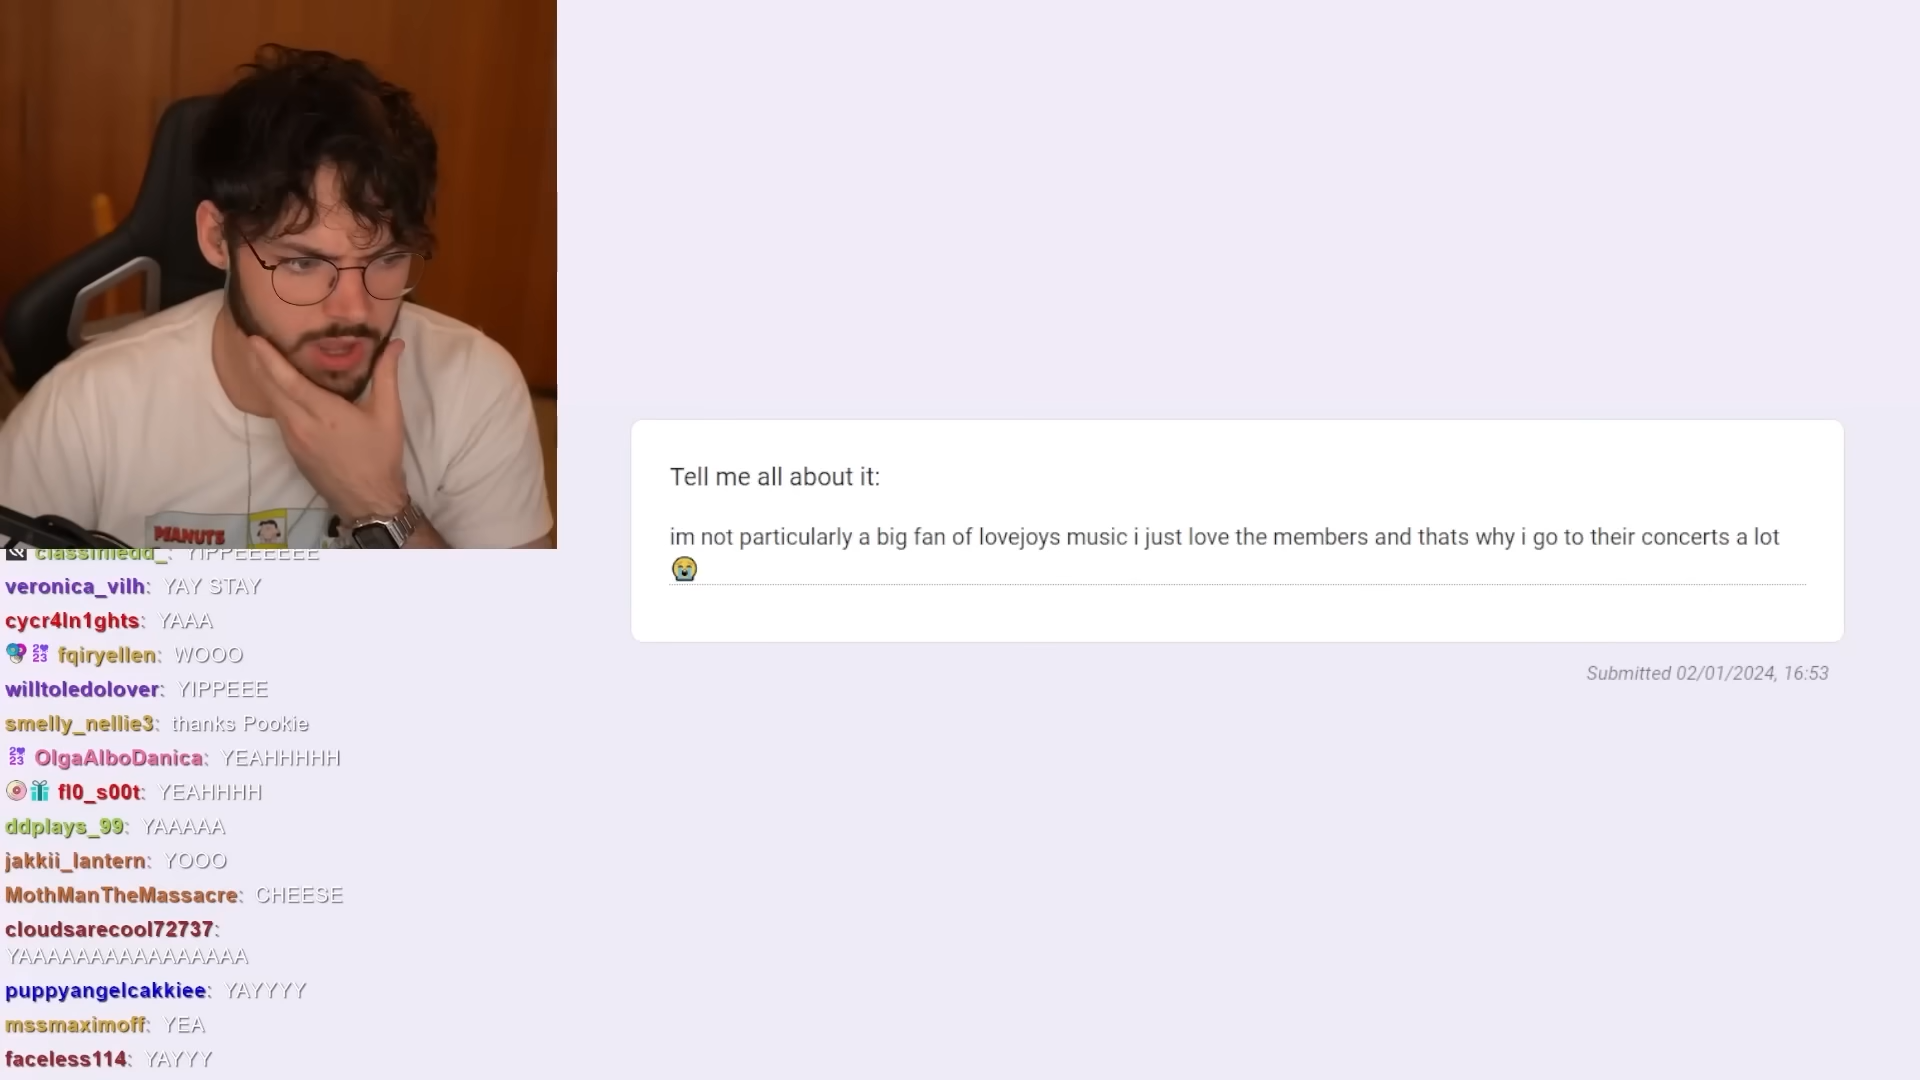 PEANUTS
classiniedd_: YIPPEEEEEE
veronica_vilh: YAY STAY
cycr4ln1ghts: YAAA
fqiryellen: WOOO
willtoledolover: YIPPEEE
smelly_nellie3: thanks Pookie
OlgaAlboDanica: YEAHHHHH
fl0_s00t: YEAHHHH
ddplays_99: YAAAAA
jakkii_lantern: YOOO
MothManTheMassacre: CHEESE
cloudsarecool72737:
YAAAAAAAAAAAAAAAA
puppyangelcakkiee: YAYYYY
mssmaximoff: YEA
faceless114: YAYYY
Tell me all about it:
im not particularly a big fan of lovejoys music i just love the members and thats why i go to their concerts a lot
😭
Submitted 02/01/2024, 16:53